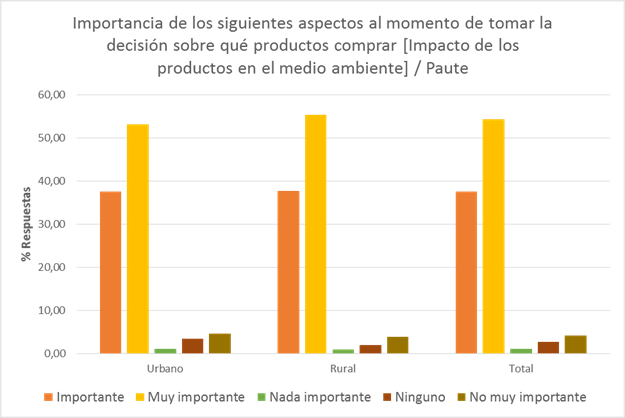 Importancia de los siguientes aspectos al momento de tomar la
decisión sobre qué productos comprar [Impacto de los
productos en el medio ambiente] / Paute
60,00
50,00
40,00
30,00
20,00
10,00
0,00
% Respuestas
Urbano
Rural
Total
Importante
Muy importante
Nada importante
Ninguno
No muy importante